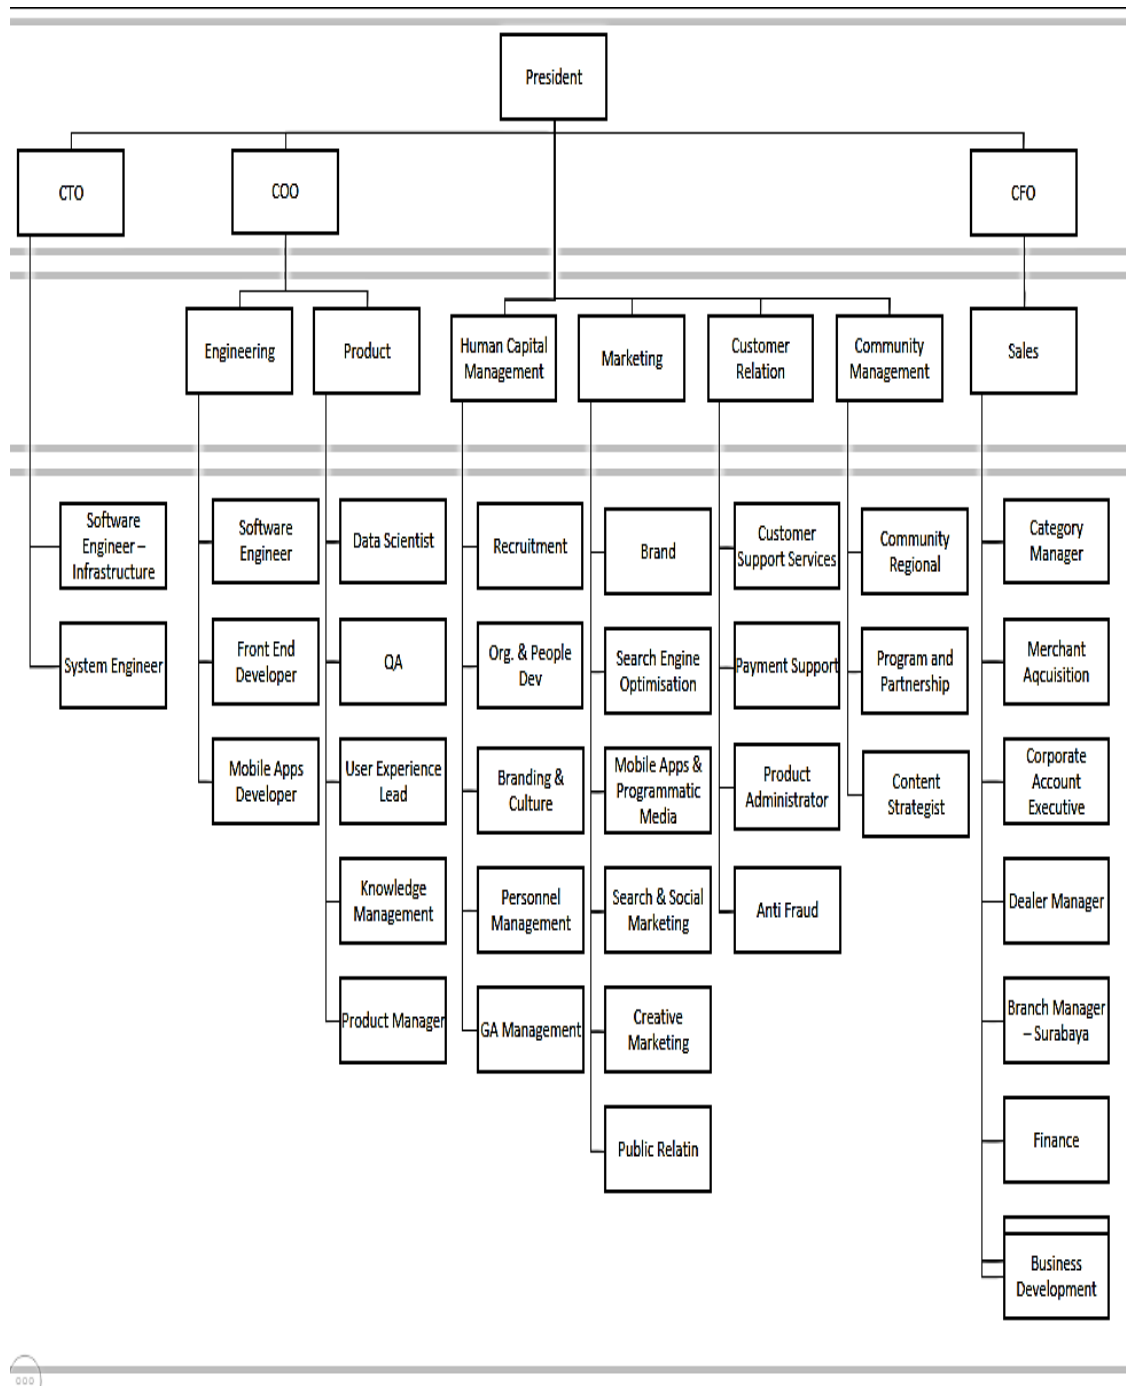 President
CTO
COO
CFO
Engineering
Product
Human Capital
Management
Marketing
Customer
Relation
Community
Management
Sales
Software
Engineer –
Infrastructure
System Engineer
Software
Engineer
Front End
Developer
Mobile Apps
Developer
Data Scientist
QA
User Experience
Lead
Knowledge
Management
Product Manager
Recruitment
Org. & People
Dev
Branding &
Culture
Personnel
Management
GA Management
Brand
Search Engine
Optimisation
Mobile Apps &
Programmatic
Media
Search & Social
Marketing
Creative
Marketing
Public Relatin
Customer
Support Services
Payment Support
Product
Administrator
Anti Fraud
Community
Regional
Program and
Partnership
Content
Strategist
Category
Manager
Merchant
Aqcuisition
Corporate
Account
Executive
Dealer Manager
Branch Manager
– Surabaya
Finance
Business
Development